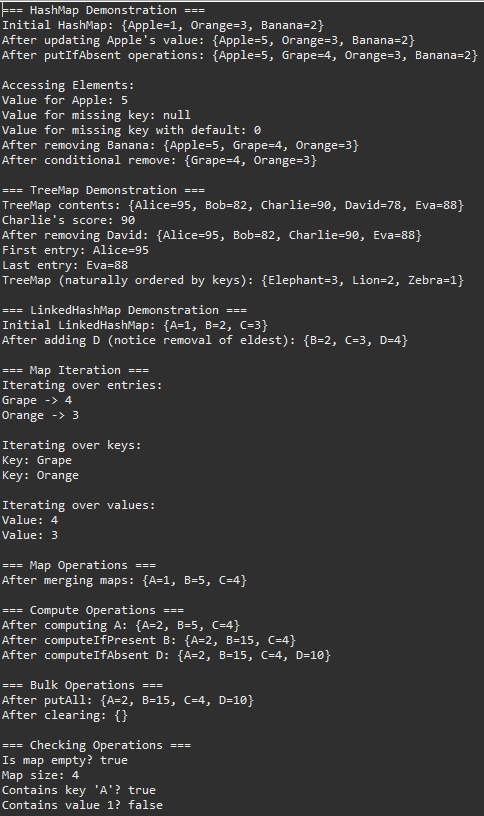 === HashMap Demonstration ===
Initial HashMap: {Apple=1, Orange=3, Banana=2}
After updating Apple's value: {Apple=5, Orange=3, Banana=2}
After putIfAbsent operations: {Apple=5, Grape=4, Orange=3, Banana=2}

Accessing Elements:
Value for Apple: 5
Value for missing key: null
Value for missing key with default: 0
After removing Banana: {Apple=5, Grape=4, Orange=3}
After conditional remove: {Grape=4, Orange=3}

=== TreeMap Demonstration ===
TreeMap contents: {Alice=95, Bob=82, Charlie=90, David=78, Eva=88}
Charlie's score: 90
After removing David: {Alice=95, Bob=82, Charlie=90, Eva=88}
First entry: Alice=95
Last entry: Eva=88
TreeMap (naturally ordered by keys): {Elephant=3, Lion=2, Zebra=1}

=== LinkedHashMap Demonstration ===
Initial LinkedHashMap: {A=1, B=2, C=3}
After adding D (notice removal of eldest): {B=2, C=3, D=4}

=== Map Iteration ===
Iterating over entries:
Grape -> 4
Orange -> 3

Iterating over keys:
Key: Grape
Key: Orange

Iterating over values:
Value: 4
Value: 3

=== Map Operations ===
After merging maps: {A=1, B=5, C=4}

=== Compute Operations ===
After computing A: {A=2, B=5, C=4}
After computeIfPresent B: {A=2, B=15, C=4}
After computeIfAbsent D: {A=2, B=15, C=4, D=10}

=== Bulk Operations ===
After putAll: {A=2, B=15, C=4, D=10}
After clearing: {}

=== Checking Operations ===
Is map empty? true
Map size: 4
Contains key 'A'? true
Contains value 1? false